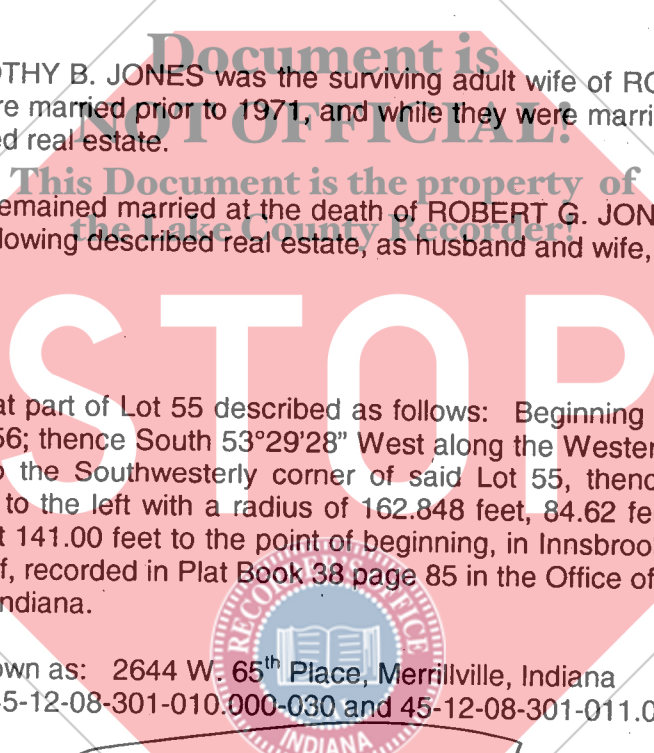 Document is
OTHY B. JONES was the surviving adult wife of RO
re married prior to 1971, and while they were marri
NOT OFFICIAL!
ed real estate.
This Document is the property of
emained married at the death of ROBERT G. JON
the Lake County Recorder!
lowing described real estate, as husband and wife,
STOP
at part of Lot 55 described as follows: Beginning
56; thence South 53°29'28" West along the Wester
o the Southwesterly corner of said Lot 55, thenc
to the left with a radius of 162.848 feet, 84.62 fe
t 141.00 feet to the point of beginning, in Innsbroo
f, recorded in Plat Book 38 page 85 in the Office of
ndiana.
RECORDER'S OFFICE
own as: 2644 W. 65th Place, Merrillville, Indiana
5-12-08-301-010.000-030 and 45-12-08-301-011.0
INDIANA